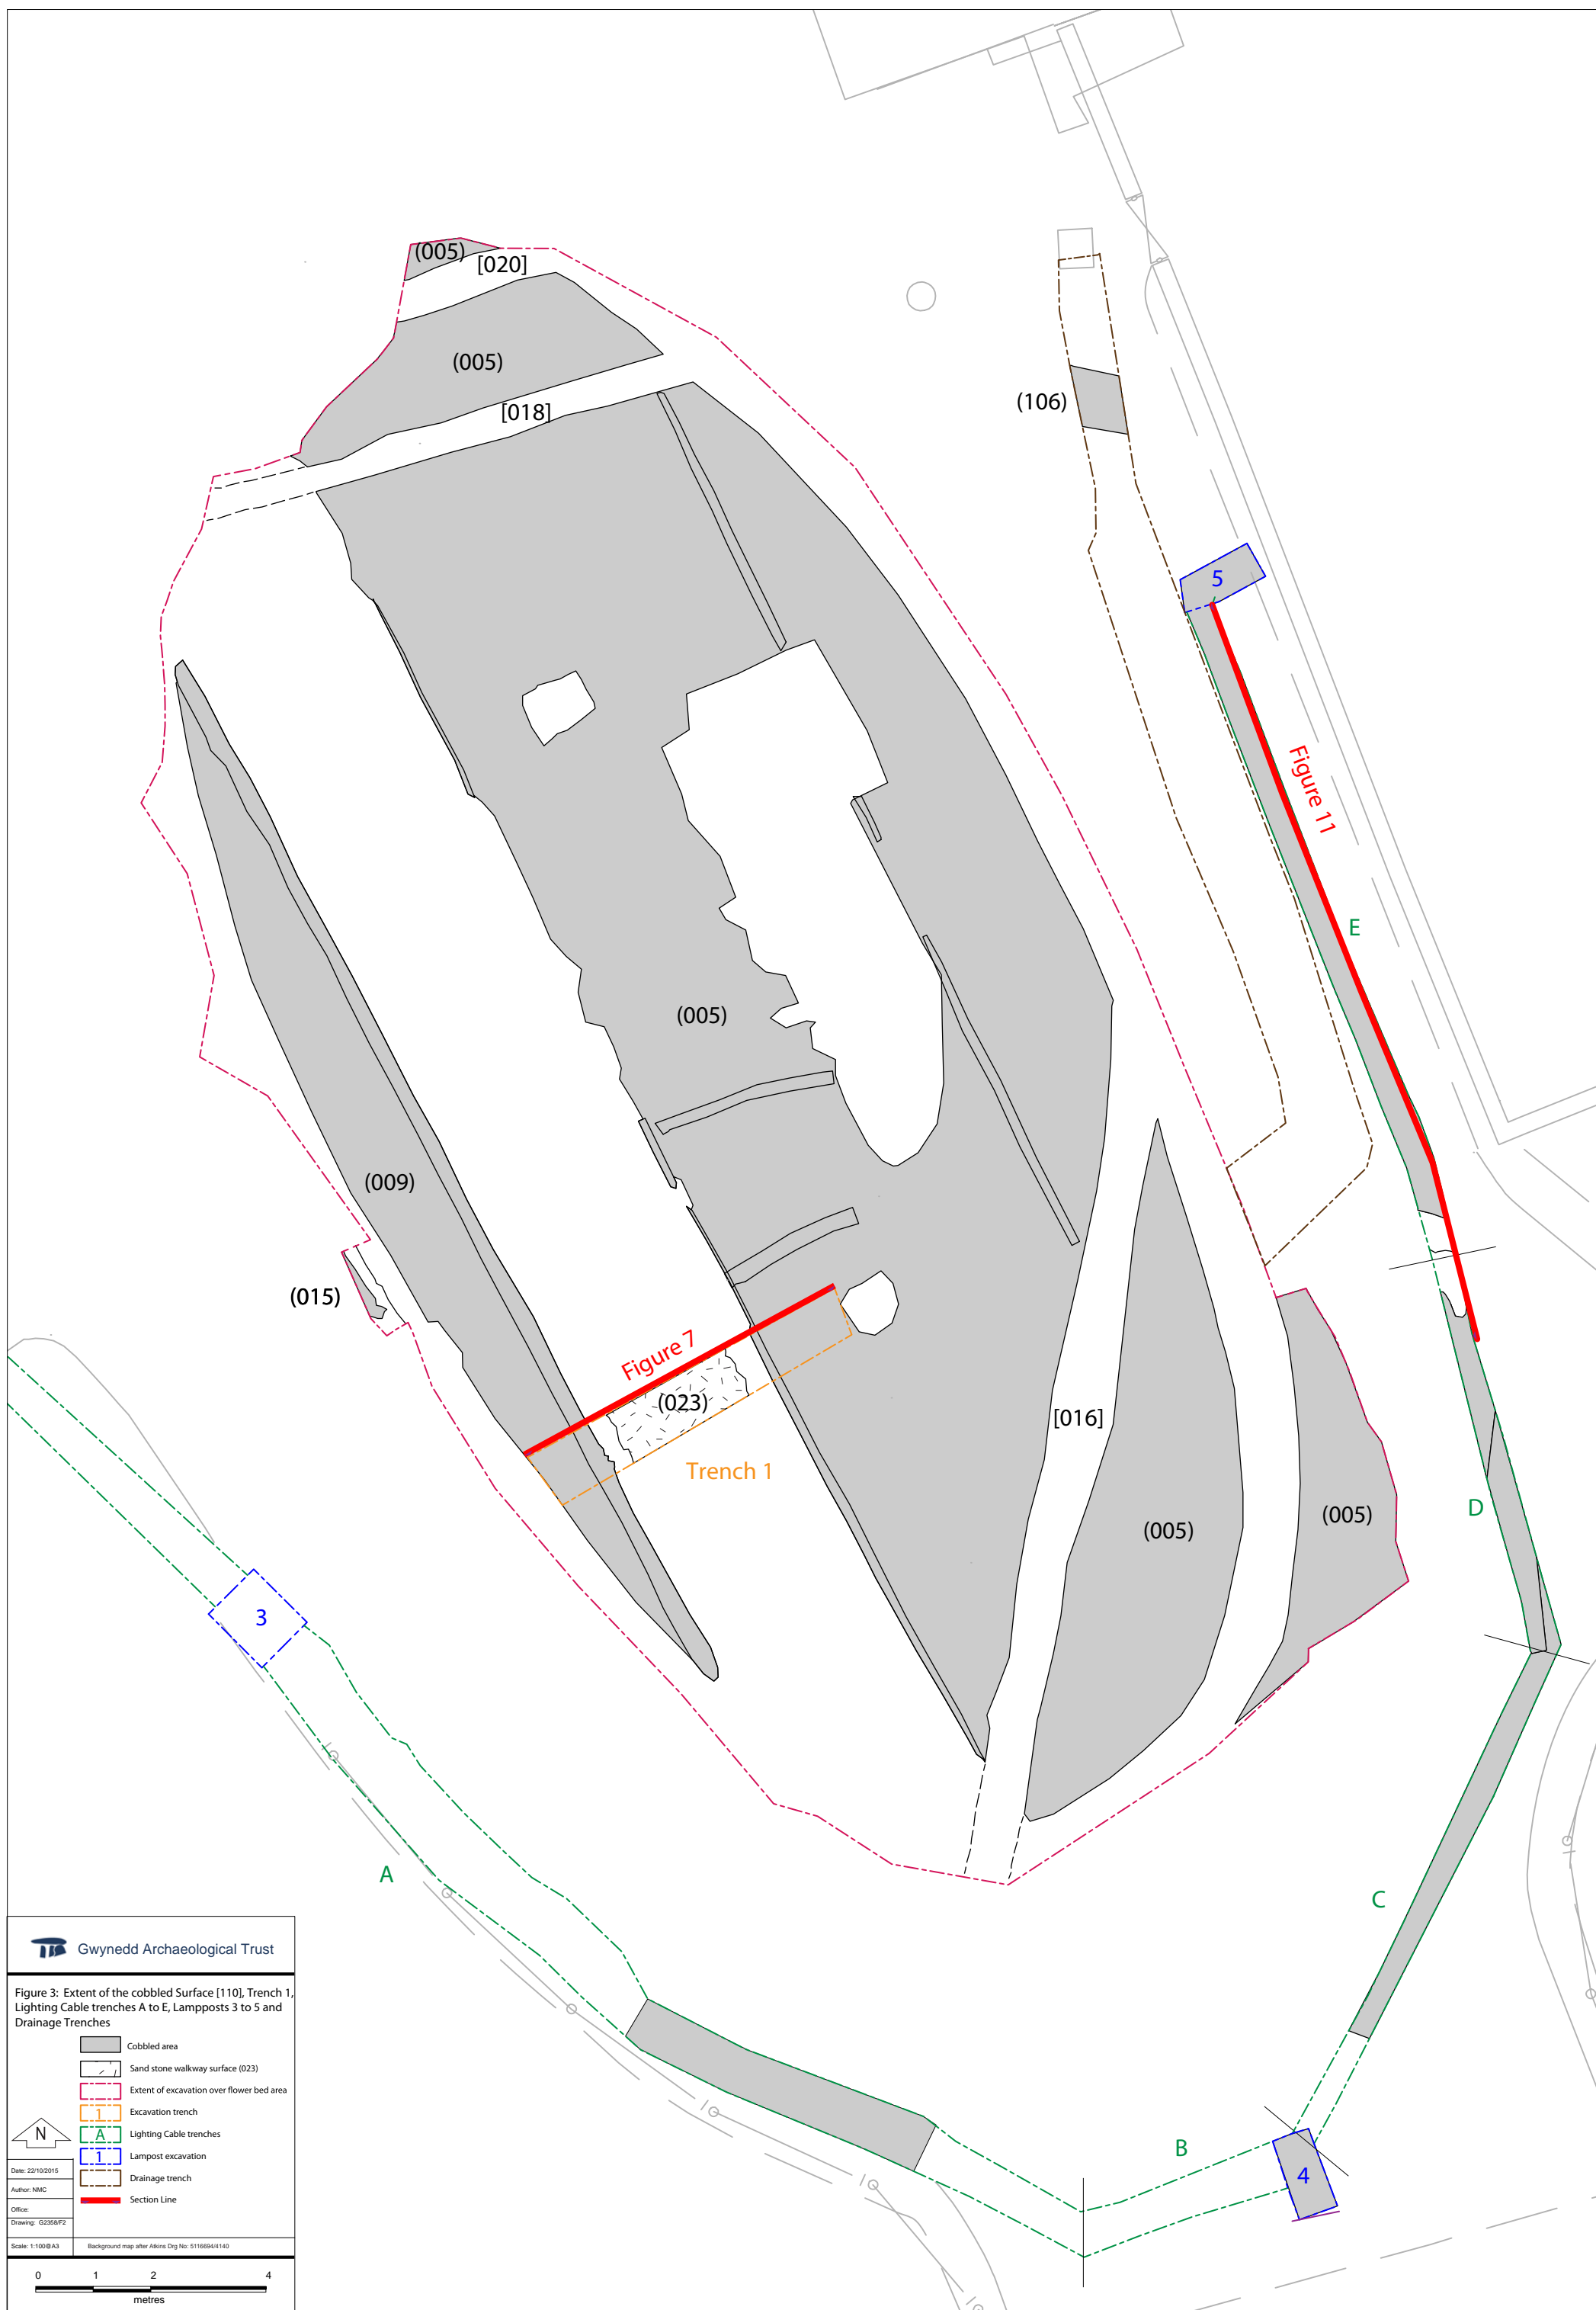 (005)
[020]
(005)
[018]
(106)
5
Figure 11
E
(005)
(009)
(015)
Figure 7
(023)
[016]
Trench 1
(005)
(005)
D
3
A
C
B
4
Gwynedd Archaeological Trust
Figure 3: Extent of the cobbled Surface [110], Trench 1,
Lighting Cable trenches A to E, Lampposts 3 to 5 and
Drainage Trenches
Cobbled area
Sand stone walkway surface (023)
Extent of excavation over flower bed area
1 Excavation trench
A Lighting Cable trenches
1 Lampost excavation
Drainage trench
Section Line
N
Date: 22/10/2015
Author: NMC
Office:
Drawing: G2358/F2
Scale: 1:100@A3
Background map after Atkins Drg No: 5116694/4140
0 1 2 4
metres